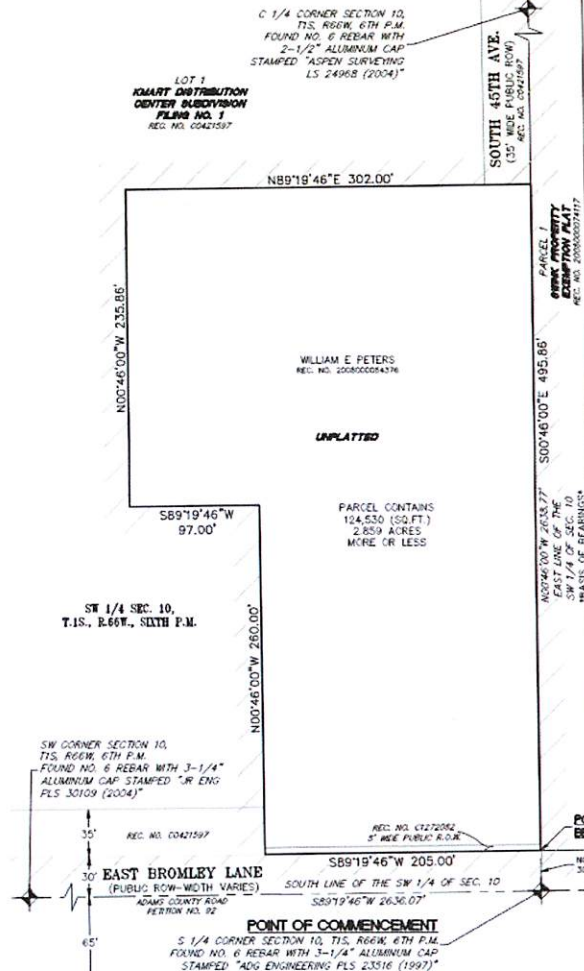 C 1/4 CORNER SECTION 10,
T1S, R66W, 6TH P.M.
FOUND NO. 6 REBAR WITH
2-1/2" ALUMINUM CAP
STAMPED "ASPEN SURVEYING
LS 24968 (2004)"
LOT 1
KMART DISTRIBUTION
CENTER SUBDIVISION
FILING NO. 1
REC. NO. C0421597
SOUTH 45TH AVE.
(35' WIDE PUBLIC ROW)
REC. NO. C0421597
N89°19'46"E 302.00'
PARCEL 1
PROPERTY
EXEMPTION PLAT
N00°46'00"W 235.86'
WILLIAM E PETERS
REC. NO. 2005000054376
UNPLATTED
S00°46'00"E 495.86'
S89°19'46"W
97.00'
PARCEL CONTAINS
124,530 (SQ.FT.)
2.859 ACRES
MORE OR LESS
N00°46'00"W 2638.77'
EAST LINE OF THE
SW 1/4 OF SEC. 10
SW 1/4 SEC. 10,
T.1S., R.66W., SIXTH P.M.
N00°46'00"W 260.00'
SW CORNER SECTION 10,
T1S, R66W, 6TH P.M.
FOUND NO. 6 REBAR WITH 3-1/4"
ALUMINUM CAP STAMPED "JR ENG
PLS 30109 (2004)"
35'
REC. NO. C0421597
REC. NO. C1272082
5' WIDE PUBLIC R.O.W.
S89°19'46"W 205.00'
30'
EAST BROMLEY LANE
(PUBLIC ROW-WIDTH VARIES)
SOUTH LINE OF THE SW 1/4 OF SEC. 10
ADAMS COUNTY ROAD
PETITION NO. 92
S89°19'46"W 2636.07'
65'
POINT OF COMMENCEMENT
S 1/4 CORNER SECTION 10, T1S, R66W, 6TH P.M.
FOUND NO. 6 REBAR WITH 3-1/4" ALUMINUM CAP
STAMPED "ADG ENGINEERING PLS 23516 (1997)"